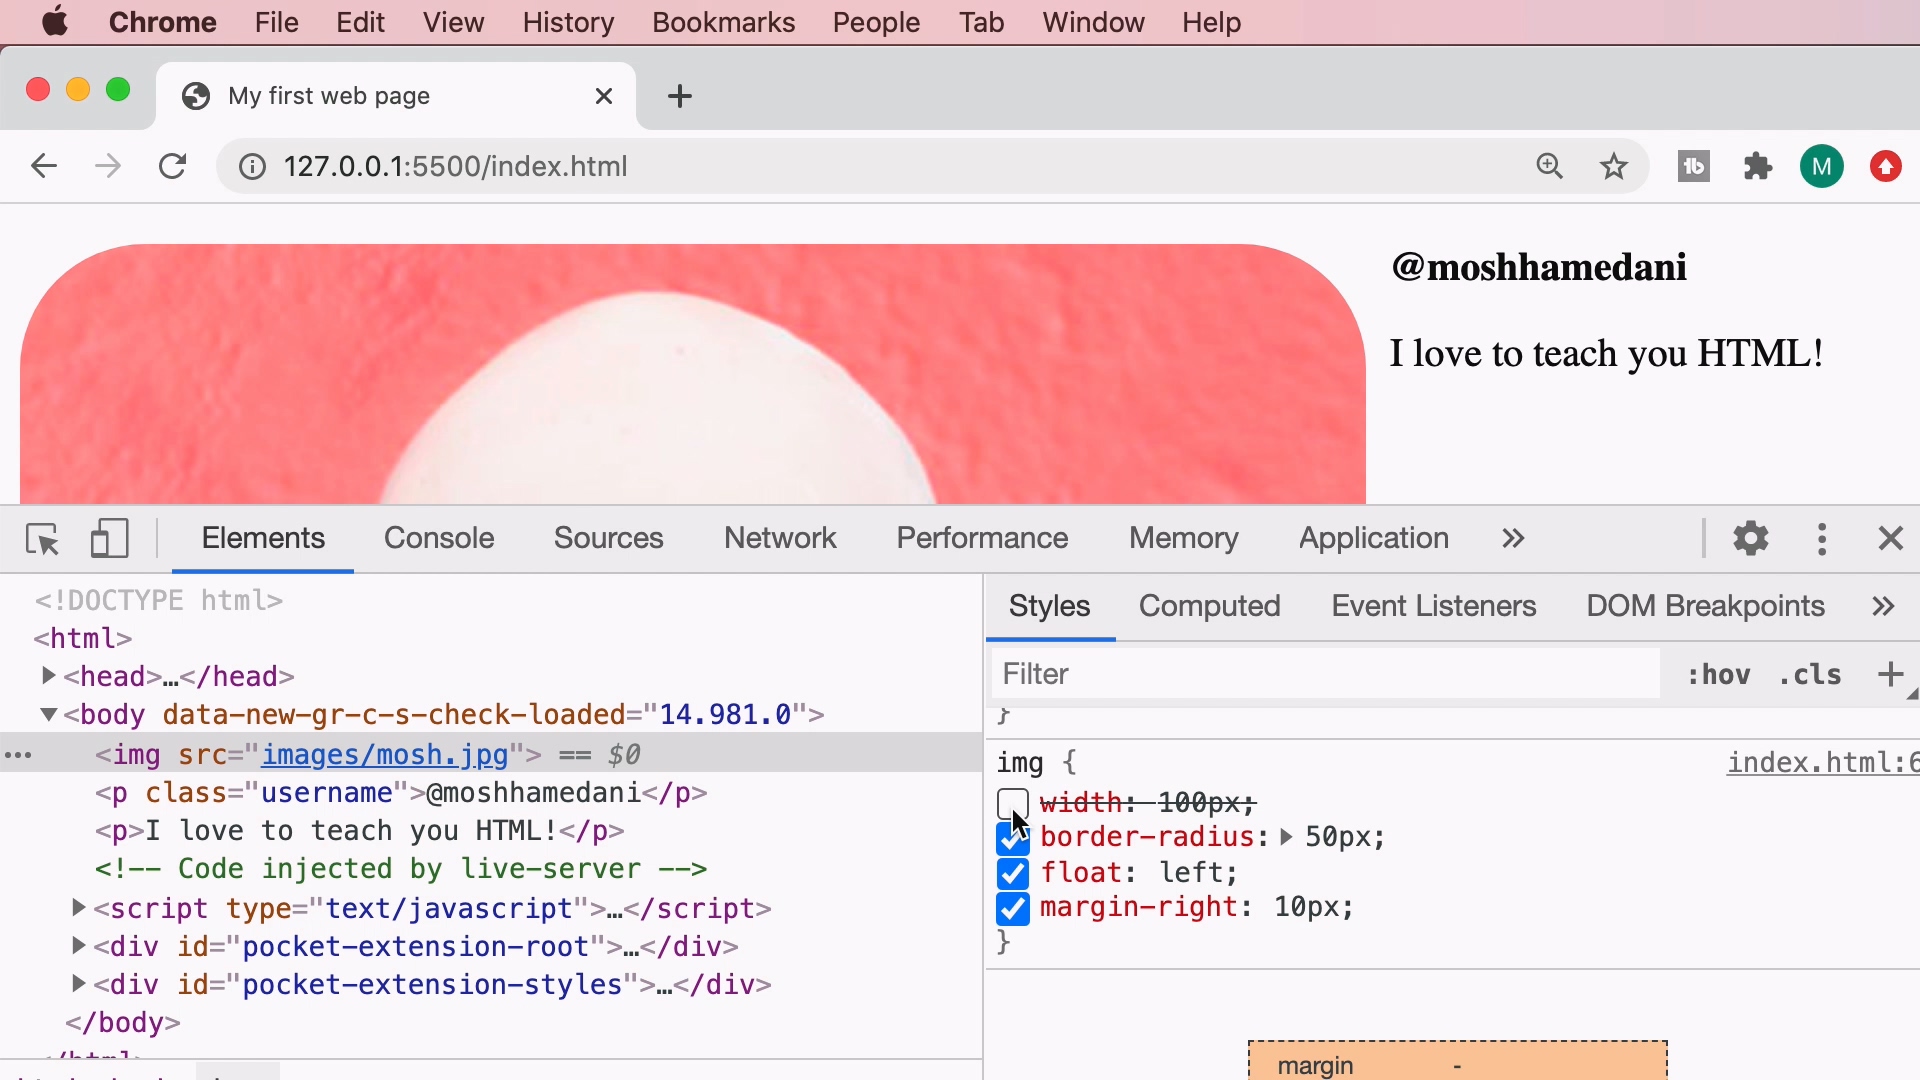 Chrome File Edit View History Bookmarks People Tab Window Help
My first web page
127.0.0.1:5500/index.html
M
@moshhamedani
I love to teach you HTML!
Elements Console Sources Network Performance Memory Application
<!DOCTYPE html>
<html>
<head>…</head>
<body data-new-gr-c-s-check-loaded="14.981.0">
<img src="images/mosh.jpg"> == $0
<p class="username">@moshhamedani</p>
<p>I love to teach you HTML!</p>
<!-- Code injected by live-server -->
<script type="text/javascript">…</script>
<div id="pocket-extension-root">…</div>
<div id="pocket-extension-styles">…</div>
</body>
Styles Computed Event Listeners DOM Breakpoints
Filter :hov .cls
}
img { index.html:6
width: 100px;
border-radius: 50px;
float: left;
margin-right: 10px;
}
margin -